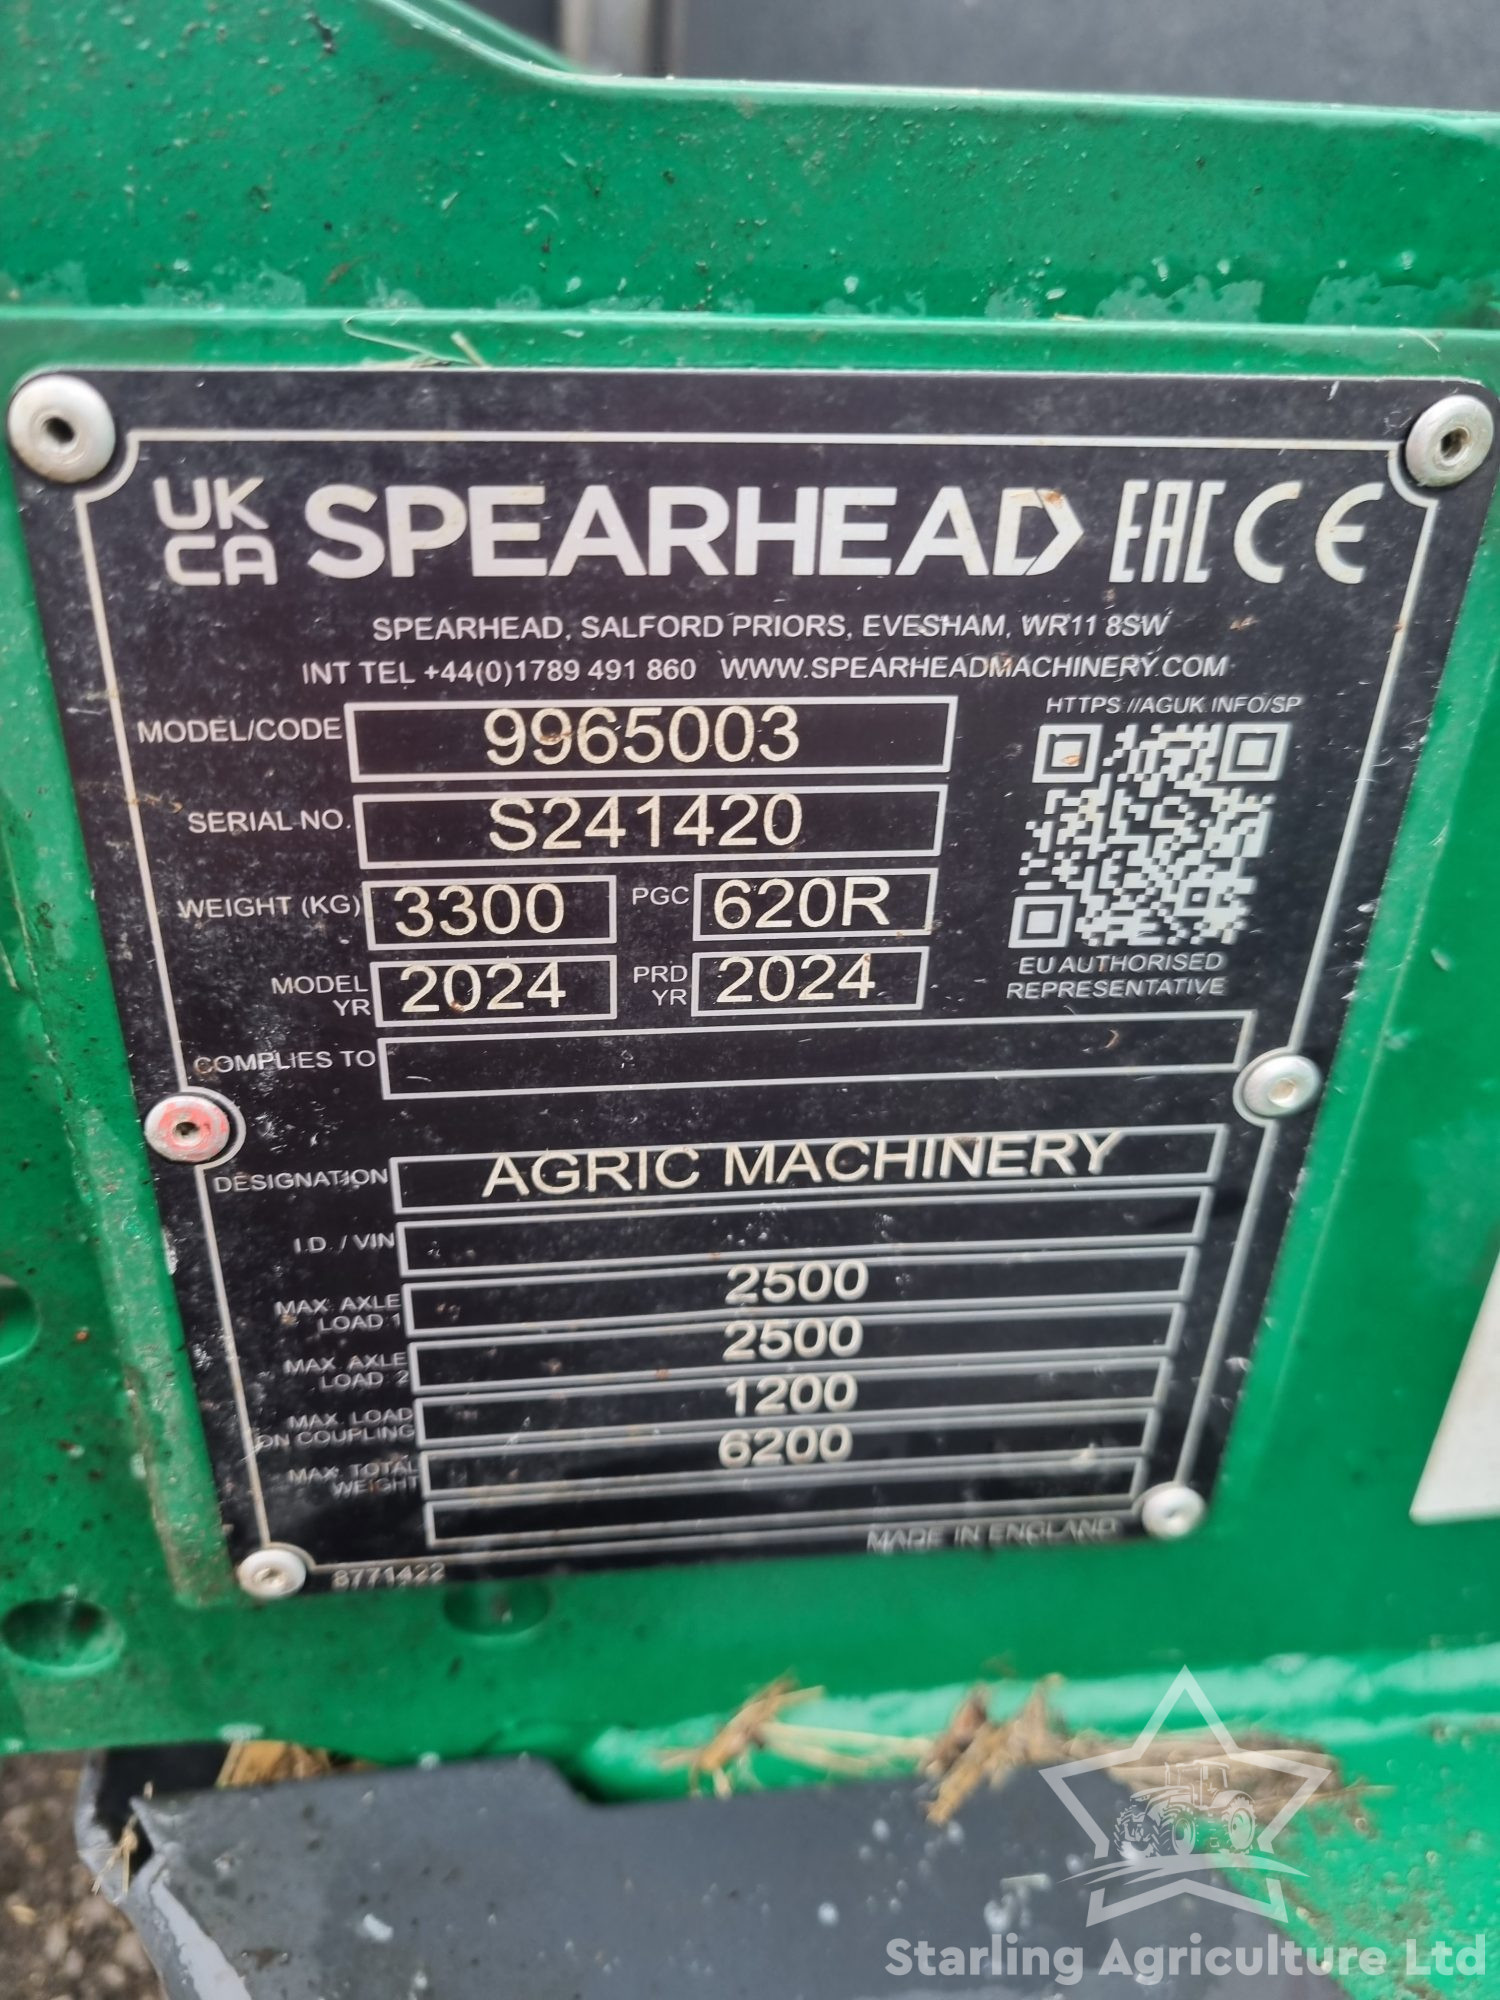 UK CA SPEARHEAD EAC CE
SPEARHEAD, SALFORD PRIORS, EVESHAM, WR11 8SW
INT TEL +44(0)1789 491 860 WWW.SPEARHEADMACHINERY.COM
HTTPS://AGUK.INFO/SP
MODEL/CODE 9965003
SERIAL NO. S241420
WEIGHT (KG) 3300 PGC 620R
MODEL YR 2024 PRD YR 2024
EU AUTHORISED
REPRESENTATIVE
COMPLIES TO
DESIGNATION AGRIC MACHINERY
I.D. / VIN
MAX. AXLE LOAD 1 2500
MAX. AXLE LOAD 2 2500
MAX. LOAD ON COUPLING 1200
MAX. TOTAL WEIGHT 6200
MADE IN ENGLAND
8771422
Starling Agriculture Ltd